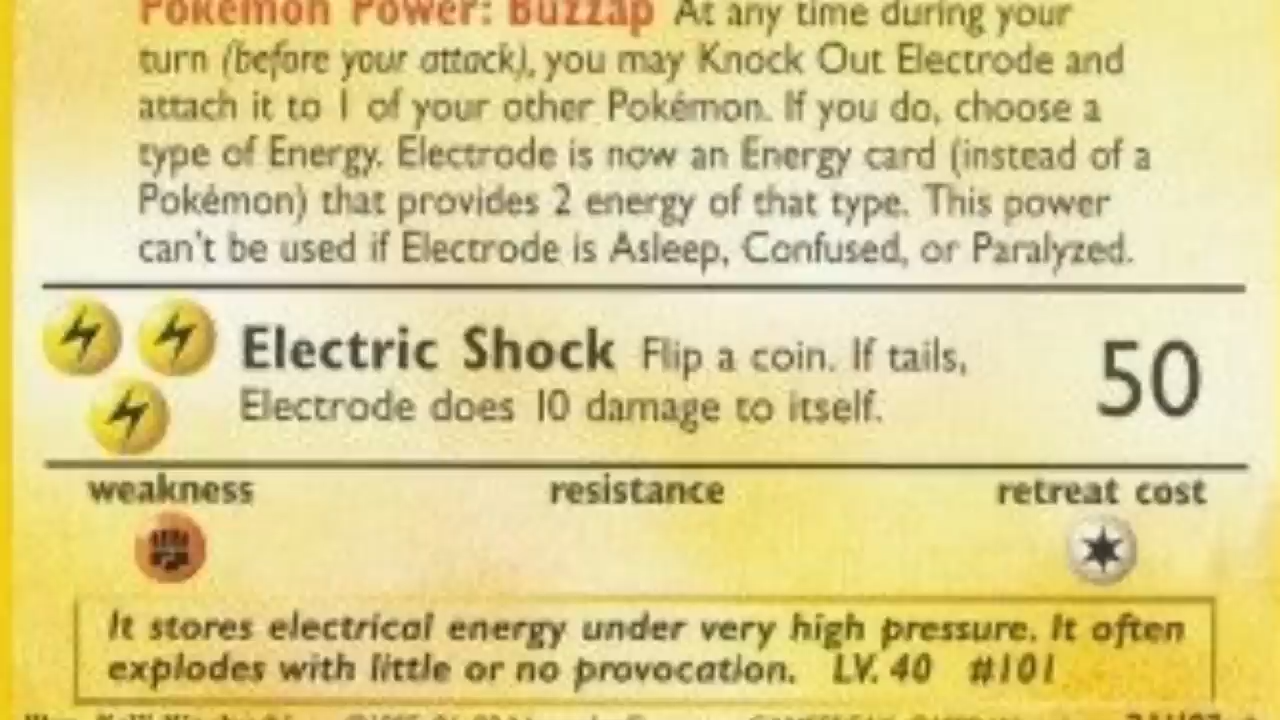 Pokémon Power: Buzzap At any time during your
turn (before your attack), you may Knock Out Electrode and
attach it to 1 of your other Pokémon. If you do, choose a
type of Energy. Electrode is now an Energy card (instead of a
Pokémon) that provides 2 energy of that type. This power
can't be used if Electrode is Asleep, Confused, or Paralyzed.
Electric Shock Flip a coin. If tails,
Electrode does 10 damage to itself.
50
weakness resistance retreat cost
It stores electrical energy under very high pressure. It often
explodes with little or no provocation. LV. 40 #101